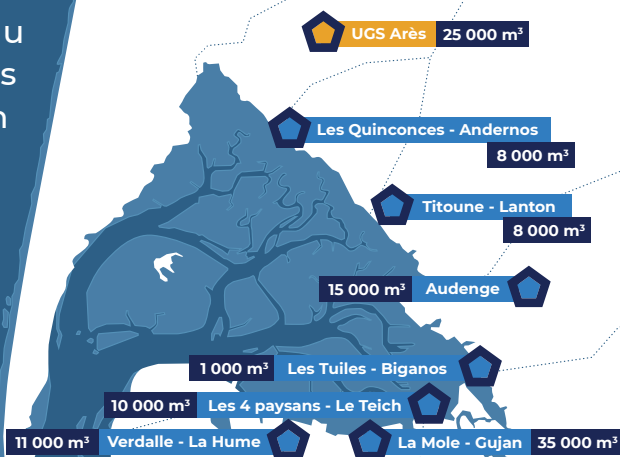 u
s
n
UGS Arès 25 000 m³
Les Quinconces - Andernos
8 000 m³
Titoune - Lanton
8 000 m³
15 000 m³ Audenge
1 000 m³ Les Tuiles - Biganos
10 000 m³ Les 4 paysans - Le Teich
11 000 m³ Verdalle - La Hume
La Mole - Gujan 35 000 m³